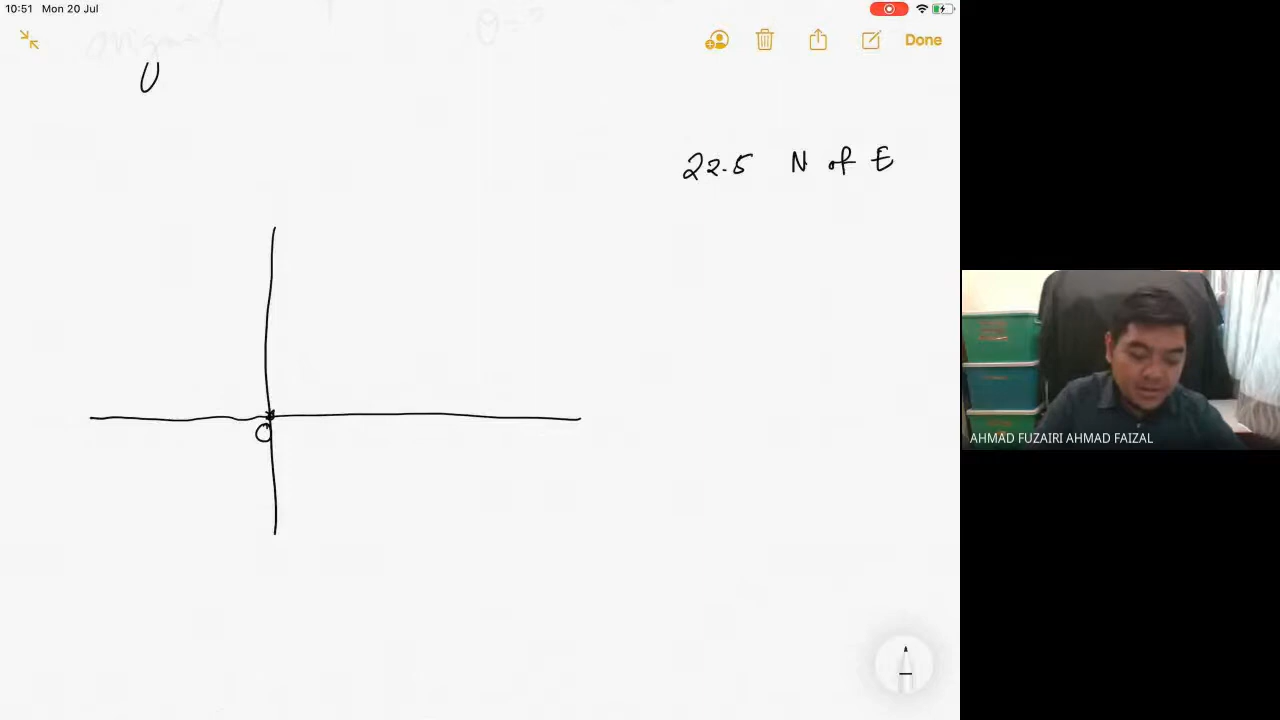 10:51 Mon 20 Jul
Done
22.5 N of E
O
AHMAD FUZAIRI AHMAD FAIZAL